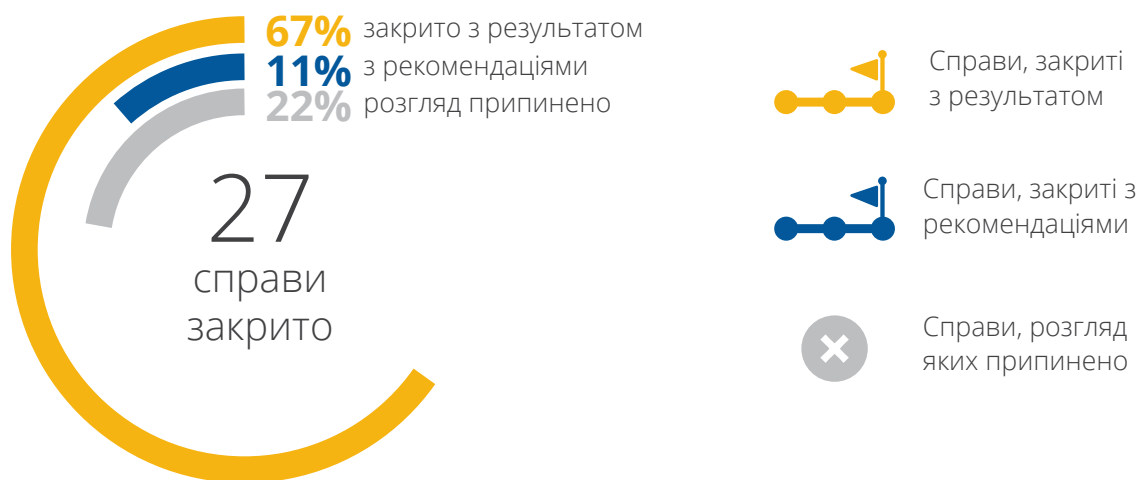 67% закрито з результатом
11% з рекомендаціями
22% розгляд припинено
27
справи
закрито
Справи, закриті
з результатом
Справи, закриті з
рекомендаціями
Справи, розгляд
яких припинено